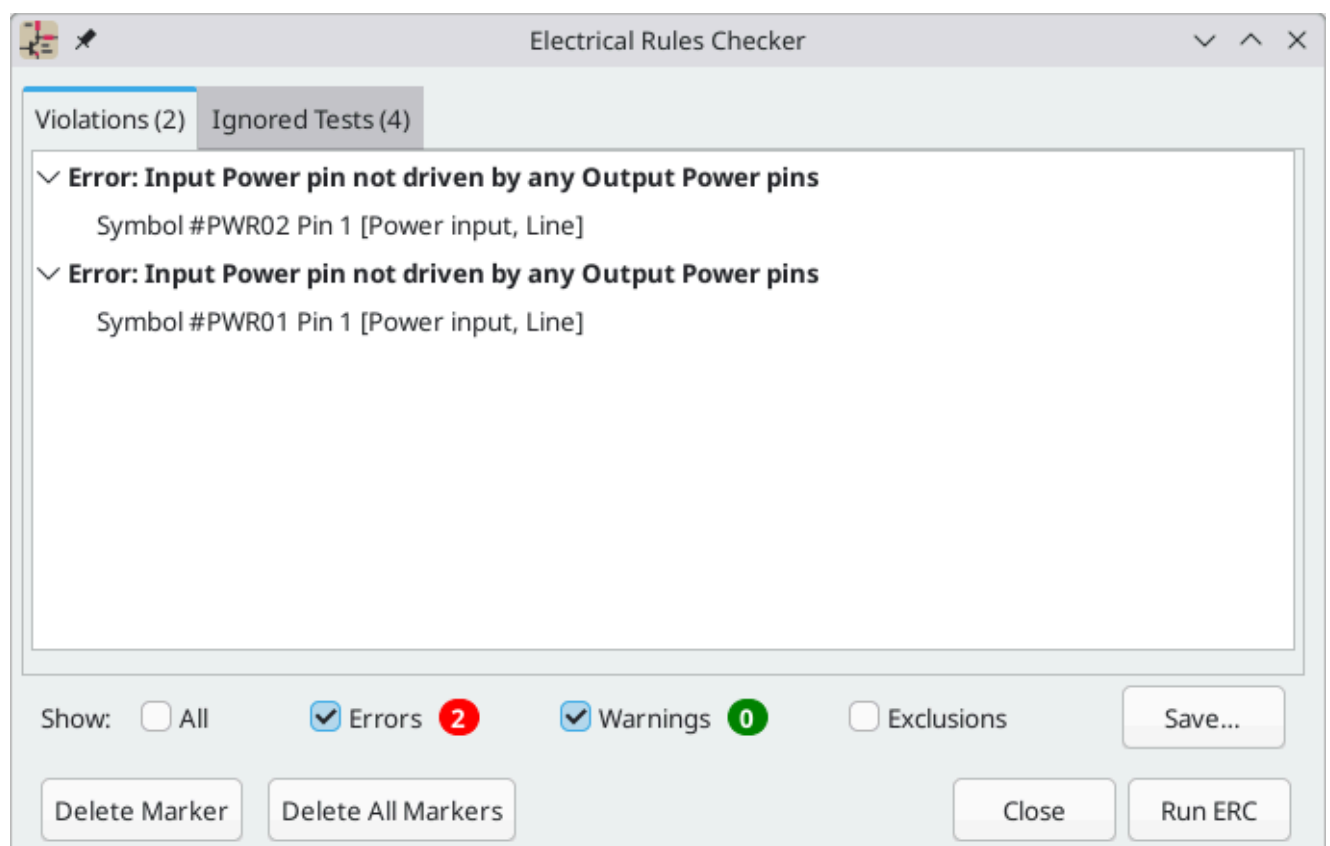 Electrical Rules Checker
Violations (2) Ignored Tests (4)
Error: Input Power pin not driven by any Output Power pins
Symbol #PWR02 Pin 1 [Power input, Line]
Error: Input Power pin not driven by any Output Power pins
Symbol #PWR01 Pin 1 [Power input, Line]
Show: All Errors 2 Warnings 0 Exclusions Save...
Delete Marker Delete All Markers Close Run ERC